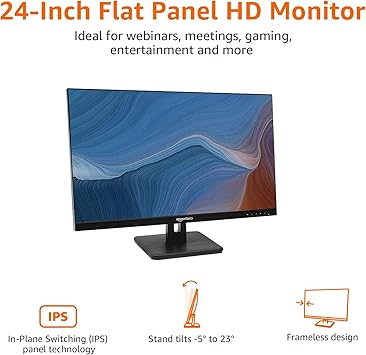 24-Inch Flat Panel HD Monitor
Ideal for webinars, meetings, gaming,
entertainment and more
IPS
In-Plane Switching (IPS)
panel technology
Stand tilts -5° to 23°
Frameless design